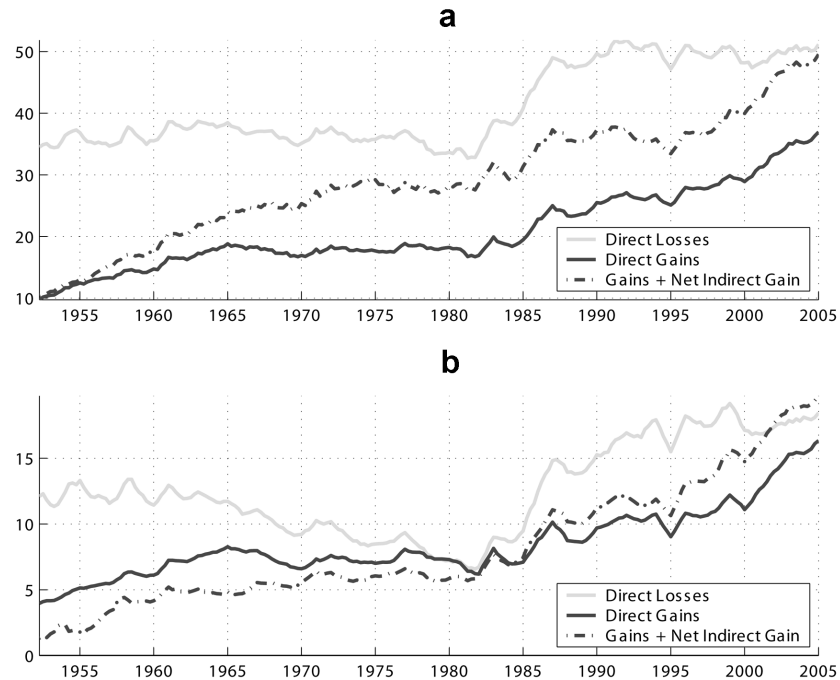 a
50
40
30
20
10
Direct Losses
Direct Gains
Gains + Net Indirect Gain
1955 1960 1965 1970 1975 1980 1985 1990 1995 2000 2005
b
15
10
5
0
Direct Losses
Direct Gains
Gains + Net Indirect Gain
1955 1960 1965 1970 1975 1980 1985 1990 1995 2000 2005